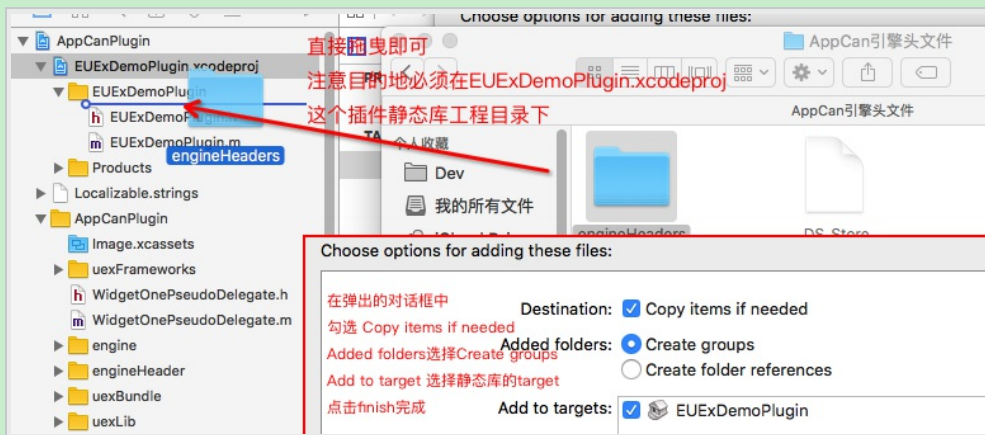 Choose options for adding these files:
AppCanPlugin
EUExDemoPlugin.xcodeproj
EUExDemoPlugin
EUExDemoPlugin.m
engineHeaders
Products
Localizable.strings
AppCanPlugin
Image.xcassets
uexFrameworks
WidgetOnePseudoDelegate.h
WidgetOnePseudoDelegate.m
engine
engineHeader
uexBundle
uexLib
直接拖曳即可
注意目的地必须在EUExDemoPlugin.xcodeproj
这个插件静态库工程目录下
PR
TA
AppCan引擎头文件
AppCan引擎头文件
个人收藏
Dev
我的所有文件
engineHeaders
DS_Store
Choose options for adding these files:
在弹出的对话框中
勾选 Copy items if needed
Added folders选择Create groups
Add to target 选择静态库的target
点击finish完成
Destination:
Copy items if needed
Added folders:
Create groups
Create folder references
Add to targets:
EUExDemoPlugin